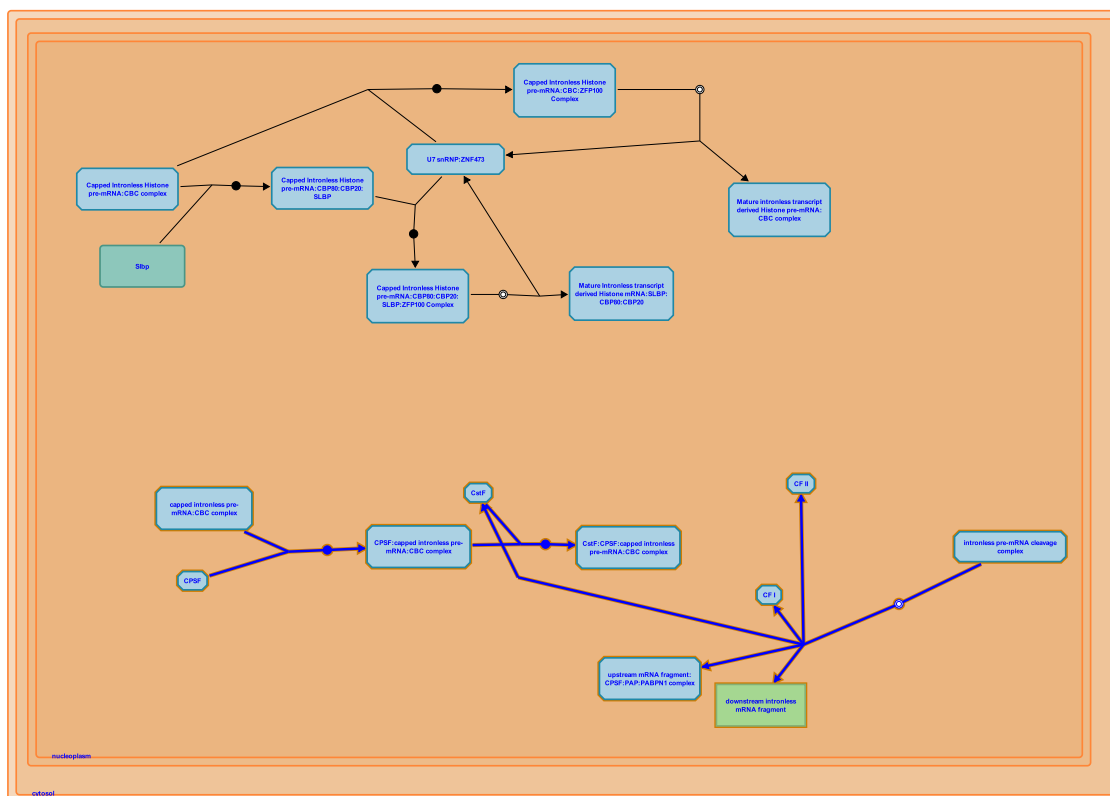 Capped Intronless Histone
pre-mRNA:CBC:ZFP100
Complex
U7 snRNP:ZNF473
Capped Intronless Histone
pre-mRNA:CBC complex
Capped Intronless Histone
pre-mRNA:CBP80:CBP20:
SLBP
Mature intronless transcript
derived Histone pre-mRNA:
CBC complex
Slbp
Capped Intronless Histone
pre-mRNA:CBP80:CBP20:
SLBP:ZFP100 Complex
Mature Intronless transcript
derived Histone mRNA:SLBP:
CBP80:CBP20
CF II
CstF
capped intronless pre-
mRNA:CBC complex
CPSF:capped intronless pre-
mRNA:CBC complex
CstF:CPSF:capped intronless
pre-mRNA:CBC complex
intronless pre-mRNA cleavage
complex
CPSF
CF I
upstream mRNA fragment:
CPSF:PAP:PABPN1 complex
downstream intronless
mRNA fragment
nucleoplasm
cytosol